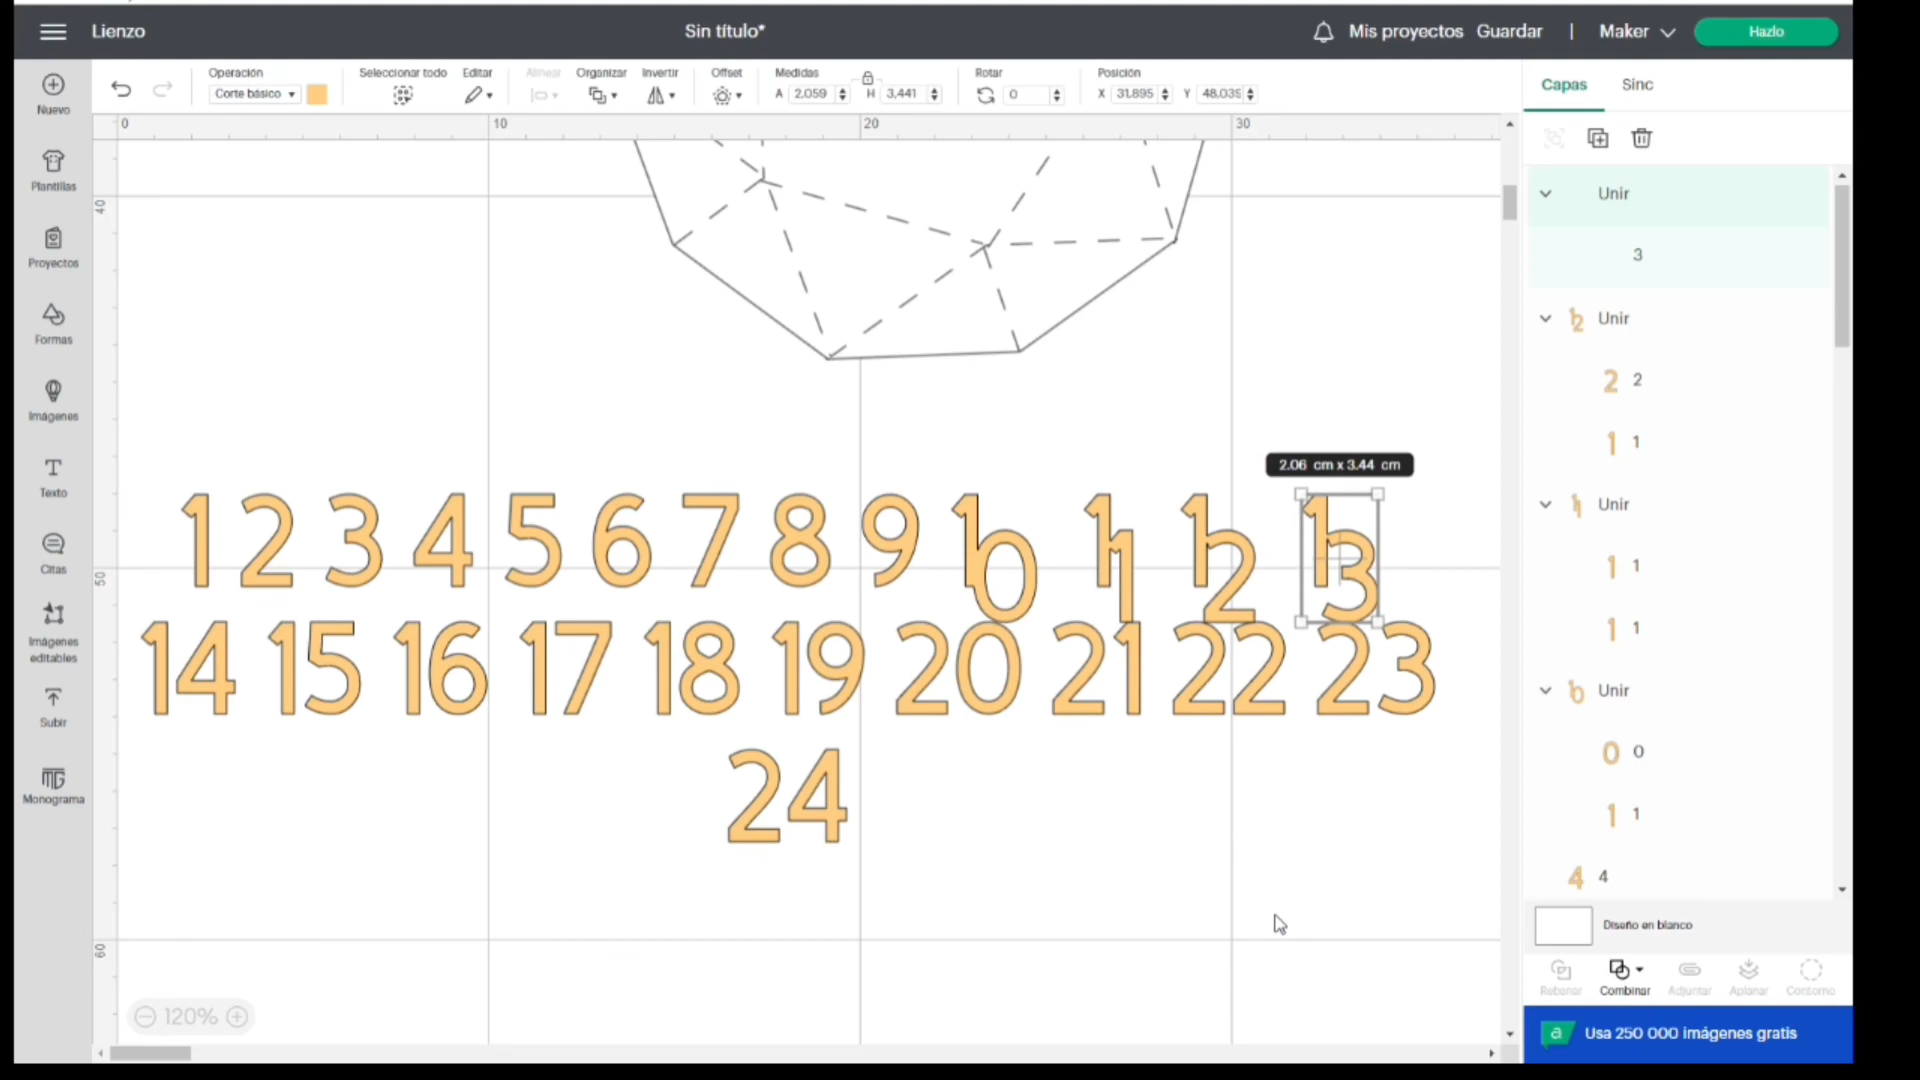 Lienzo
Sin título*
Mis proyectos Guardar | Maker Hazlo
Operación
Corte básico
Seleccionar todo
Editar
Alinear
Organizar
Invertir
Offset
Medidas
A 2,059
H 3,441
Rotar
0
Posición
X 31,895
Y 48,039
Capas
Sinc
Nuevo
Plantillas
Proyectos
Formas
Imágenes
Texto
Citas
Imágenes
editables
Subir
Monograma
0
10
20
30
40
50
60
2.06 cm x 3.44 cm
1 2 3 4 5 6 7 8 9 10 11 12 13
14 15 16 17 18 19 20 21 22 23
24
120%
Unir
3
12 Unir
2 2
1 1
11 Unir
1 1
1 1
10 Unir
0 0
1 1
4 4
Diseño en blanco
Rebanar
Combinar
Adjuntar
Aplanar
Contorno
a Usa 250 000 imágenes gratis